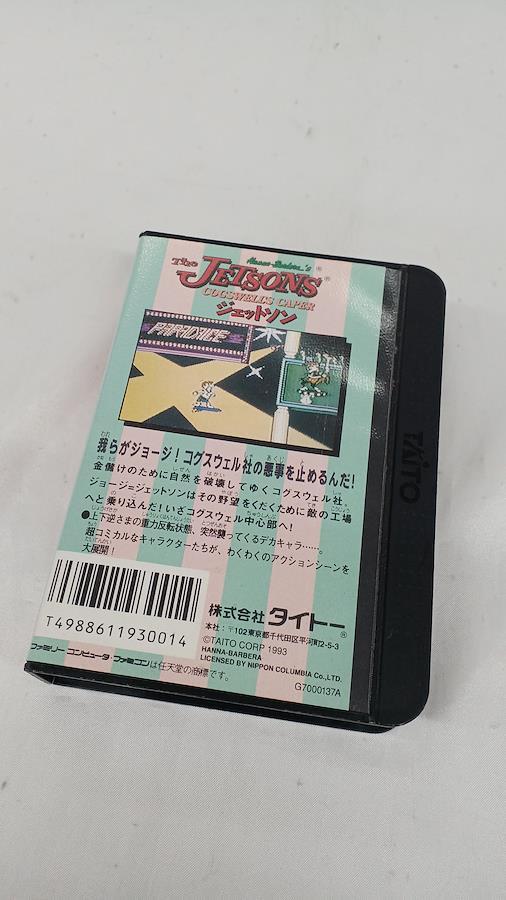 Hanna-Barbera's®
The JETSONS®
COGSWELL'S CAPER
ジェットソン
PARADICE
我らがジョージ!コグスウェル社の悪事を止めるんだ!
金儲けのために自然を破壊してゆくコグスウェル社。
ジョージ=ジェットソンはその野望をくだくために敵の工場
へと乗り込んだ!いざコグスウェル中心部へ!
●上下逆さまの重力反転状態、突然襲ってくるデカキャラ……。
超コミカルなキャラクターたちが、わくわくのアクションシーンを
大展開!
T4988611930014
株式会社 タイトー®
本社:〒102東京都千代田区平河町2-5-3
©TAITO CORP 1993
HANNA-BARBERA
LICENSED BY NIPPON COLUMBIA Co.,LTD.
ファミリーコンピュータ・ファミコンは任天堂の商標です。
G7000137A
TAITO